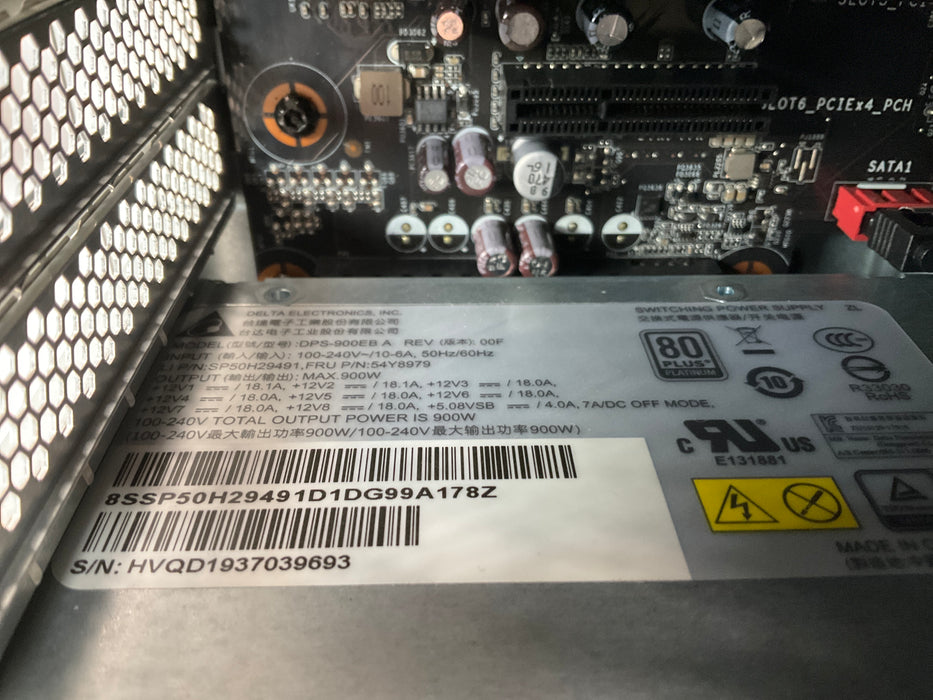 SLOT6_PCIEx4_PCH
SATA1
100
DELTA ELECTRONICS, INC.
台達電子工業股份有限公司
台达电子工业股份有限公司
MODEL(型號/型号):DPS-900EB A REV (版本): 00F
INPUT (輸入/输入): 100-240V~/10-6A, 50Hz/60Hz
(L) P/N:SP50H29491,FRU P/N:54Y8979
OUTPUT (輸出/输出): MAX.900W
+12V1 ⎓ / 18.1A, +12V2 ⎓ / 18.1A, +12V3 ⎓ / 18.0A,
+12V4 ⎓ / 18.0A, +12V5 ⎓ / 18.0A, +12V6 ⎓ / 18.0A,
+12V7 ⎓ / 18.0A, +12V8 ⎓ / 18.0A, +5.08VSB ⎓ / 4.0A, 7A/DC OFF MODE.
100-240V TOTAL OUTPUT POWER IS 900W
(100-240V最大輸出功率900W/100-240V最大输出功率900W)
8SSP50H29491D1DG99A178Z
S/N: HVQD1937039693
SWITCHING POWER SUPPLY ZL
交換式電源供應器/开关电源
80
PLUS
PLATINUM
10
R33030
RoHS
c UR US
E131881
MADE IN